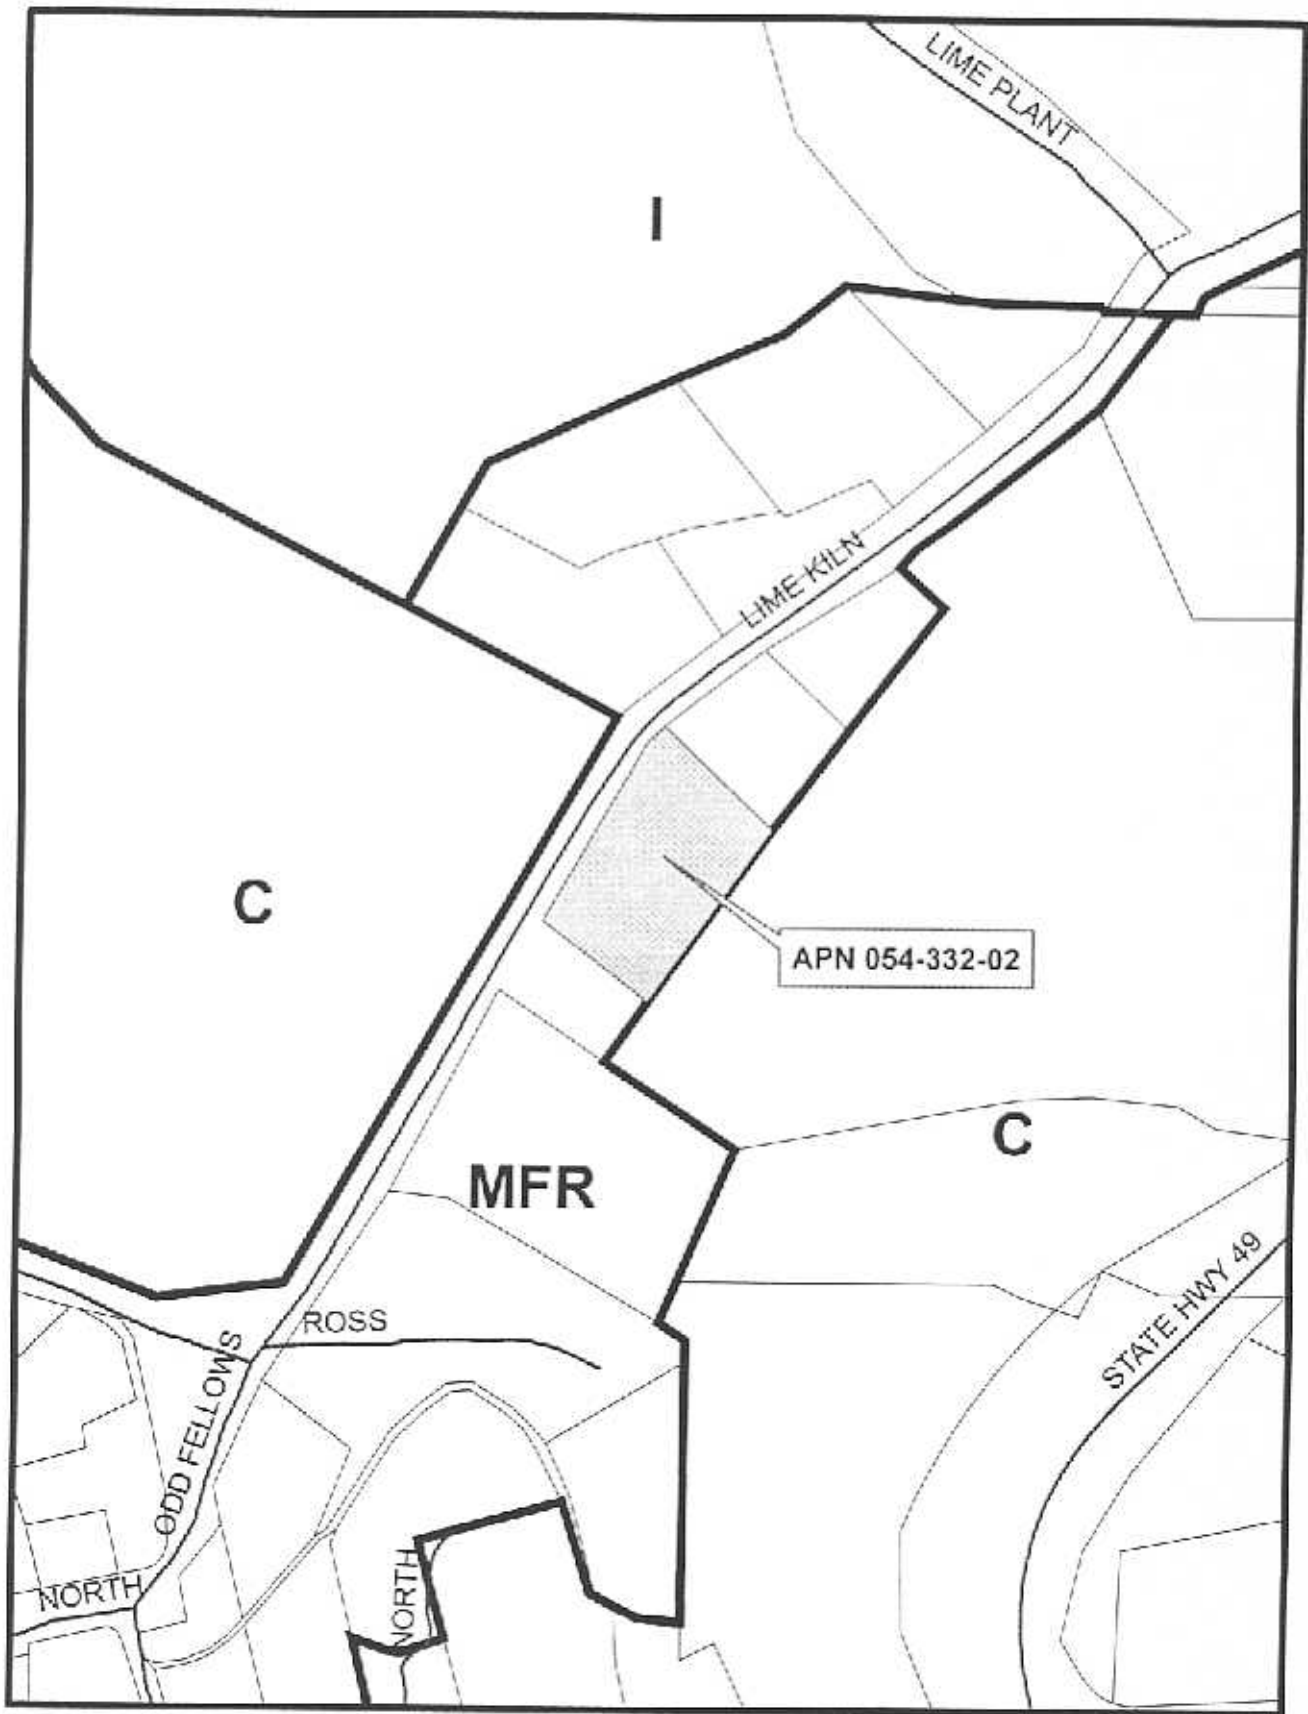 LIME PLANT
I
LIME KILN
C
APN 054-332-02
C
MFR
STATE HWY 49
ROSS
ODD FELLOWS
NORTH
NORTH